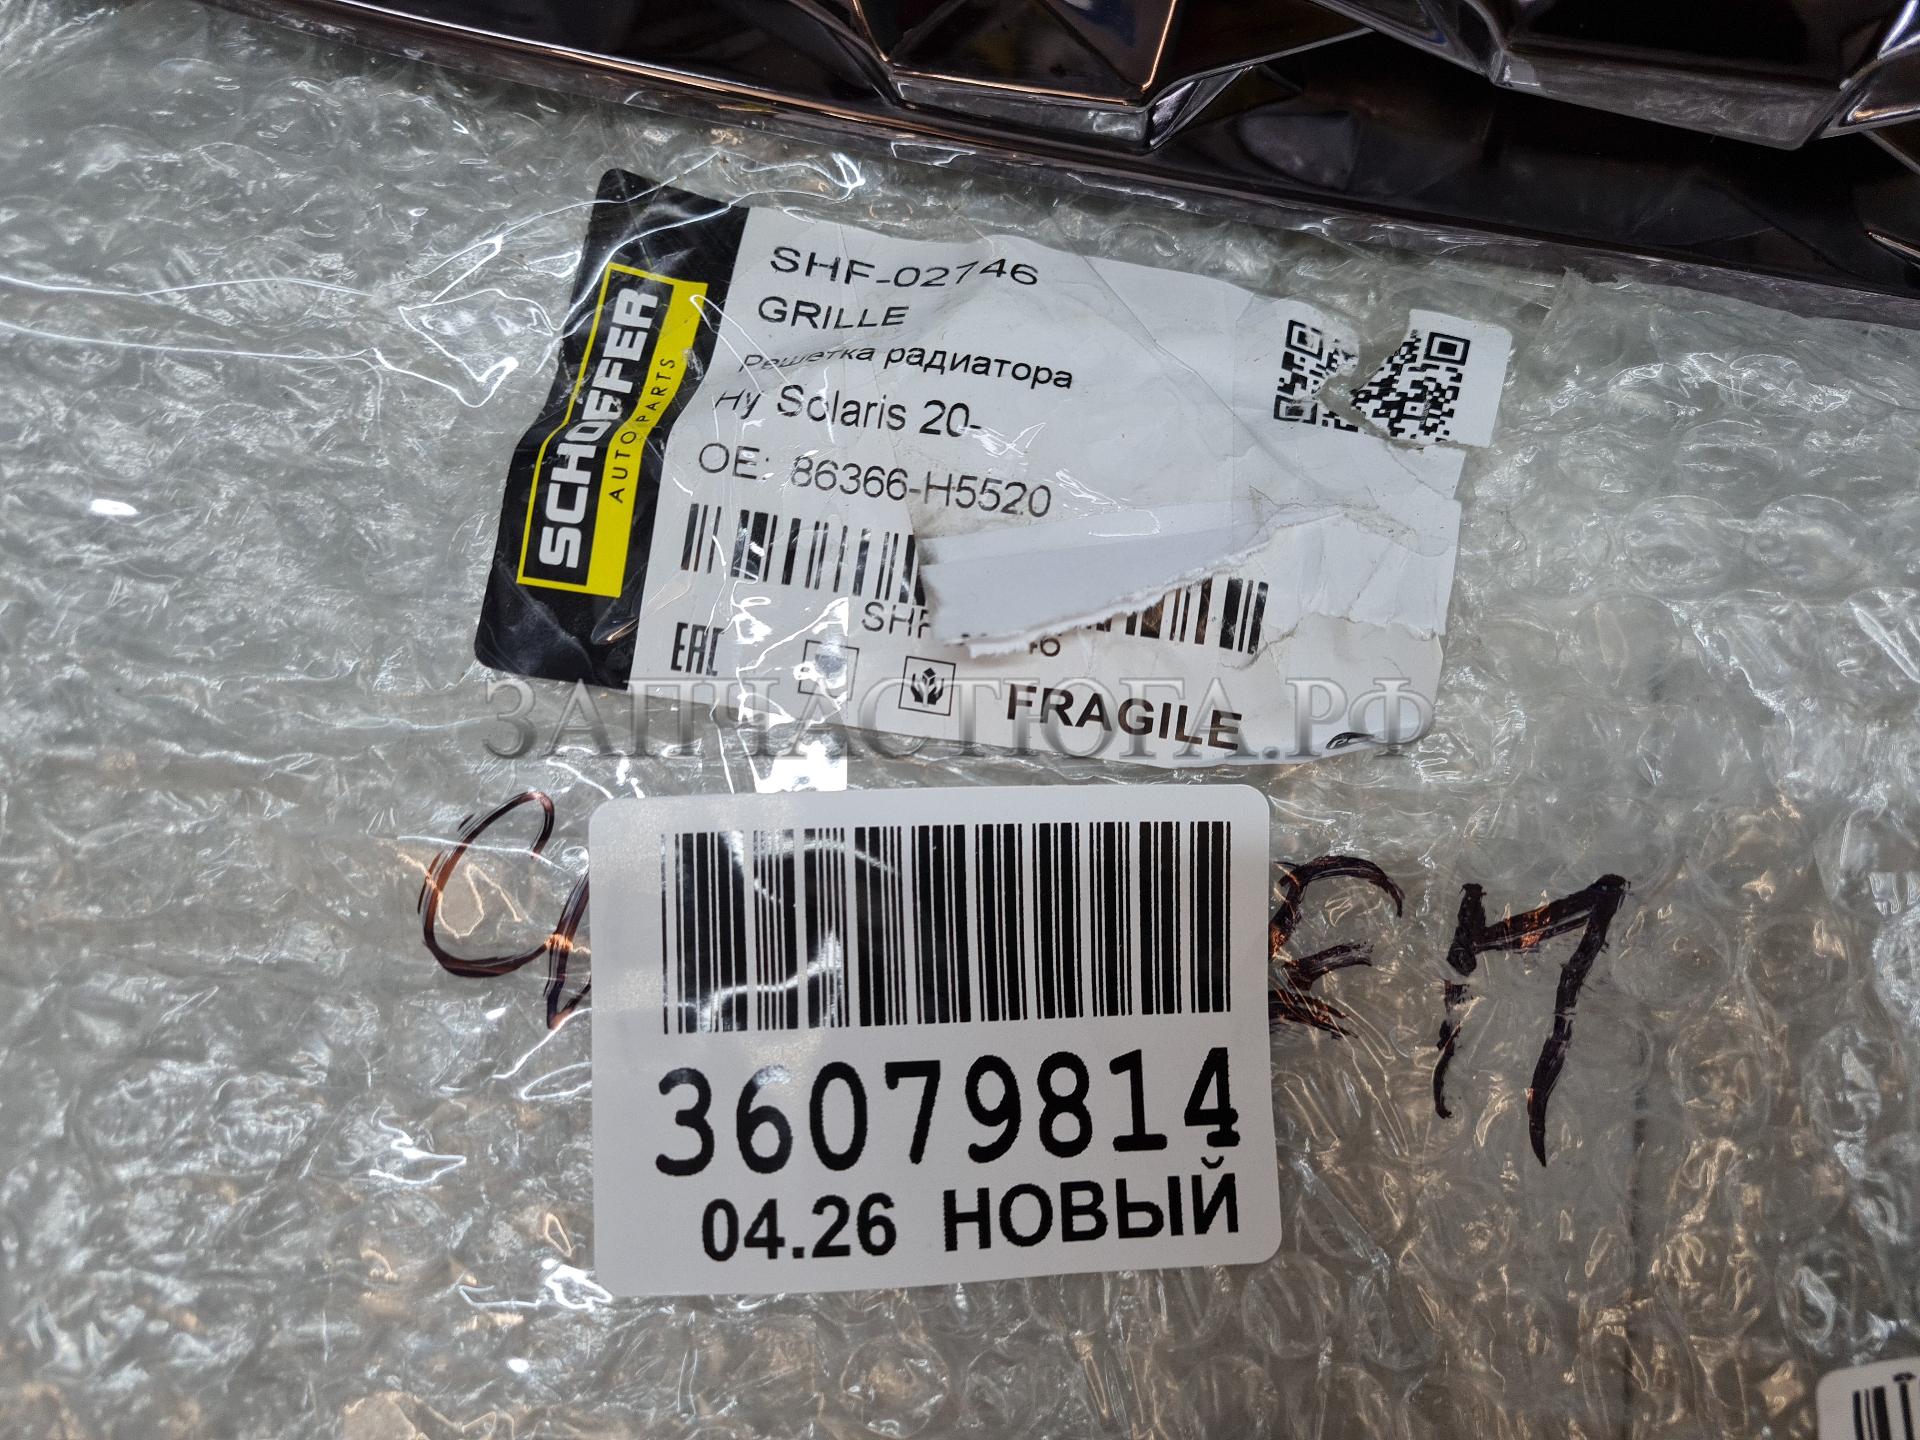 SCHÖFFER
AUTOPARTS
SHF-02746
GRILLE
Решетка радиатора
Hy Solaris 20-
OE: 86366-H5520
EAC
FRAGILE
ЗАПЧАСТЮГА.РФ
36079814
04.26 НОВЫЙ